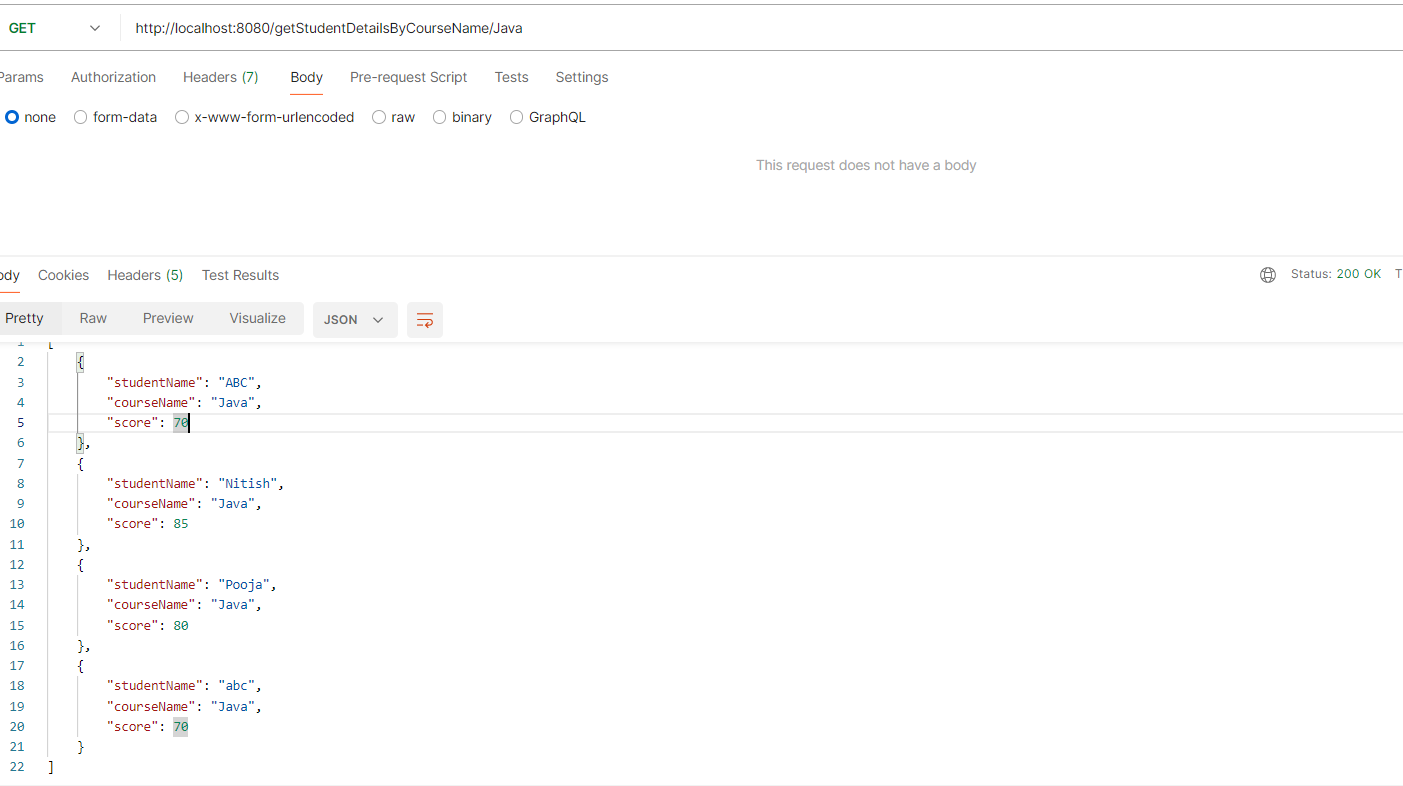 GET http://localhost:8080/getStudentDetailsByCourseName/Java
Params Authorization Headers (7) Body Pre-request Script Tests Settings
none form-data x-www-form-urlencoded raw binary GraphQL
This request does not have a body
Body Cookies Headers (5) Test Results Status: 200 OK T
Pretty Raw Preview Visualize JSON
1 [
2 {
3 "studentName": "ABC",
4 "courseName": "Java",
5 "score": 70
6 },
7 {
8 "studentName": "Nitish",
9 "courseName": "Java",
10 "score": 85
11 },
12 {
13 "studentName": "Pooja",
14 "courseName": "Java",
15 "score": 80
16 },
17 {
18 "studentName": "abc",
19 "courseName": "Java",
20 "score": 70
21 }
22 ]